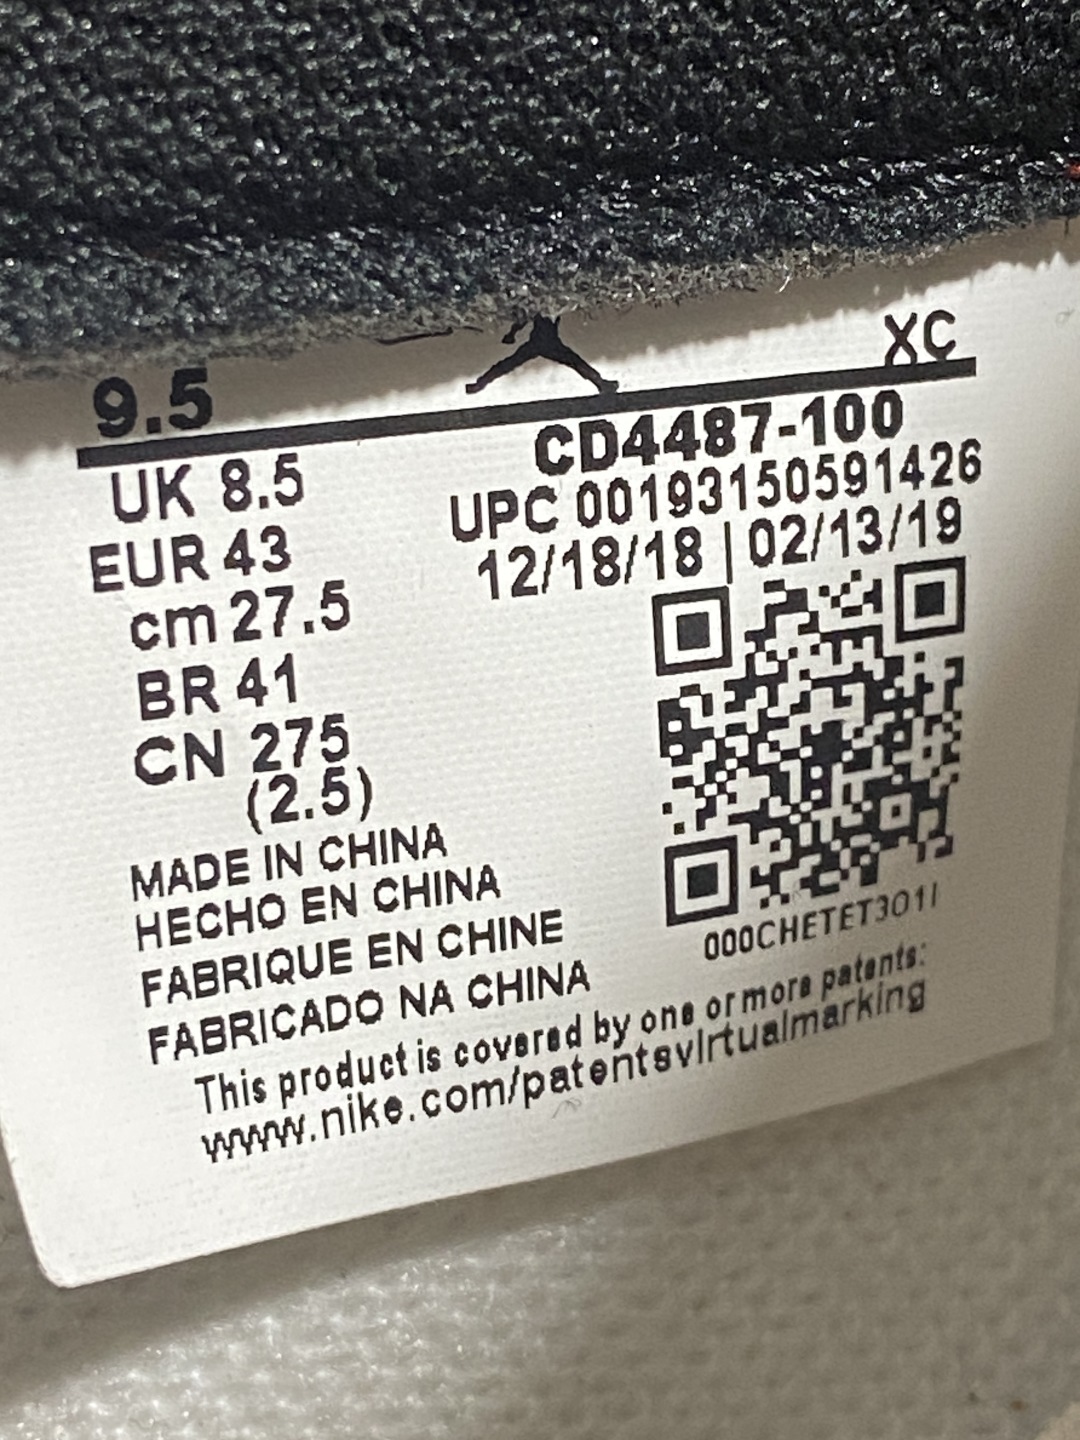 9.5
XC
UK 8.5
EUR 43
cm 27.5
BR 41
CN 275
(2.5)
CD4487-100
UPC 00193150591426
12/18/18 | 02/13/19
000CHETET301I
MADE IN CHINA
HECHO EN CHINA
FABRIQUE EN CHINE
FABRICADO NA CHINA
This product is covered by one or more patents:
www.nike.com/patentsvirtualmarking